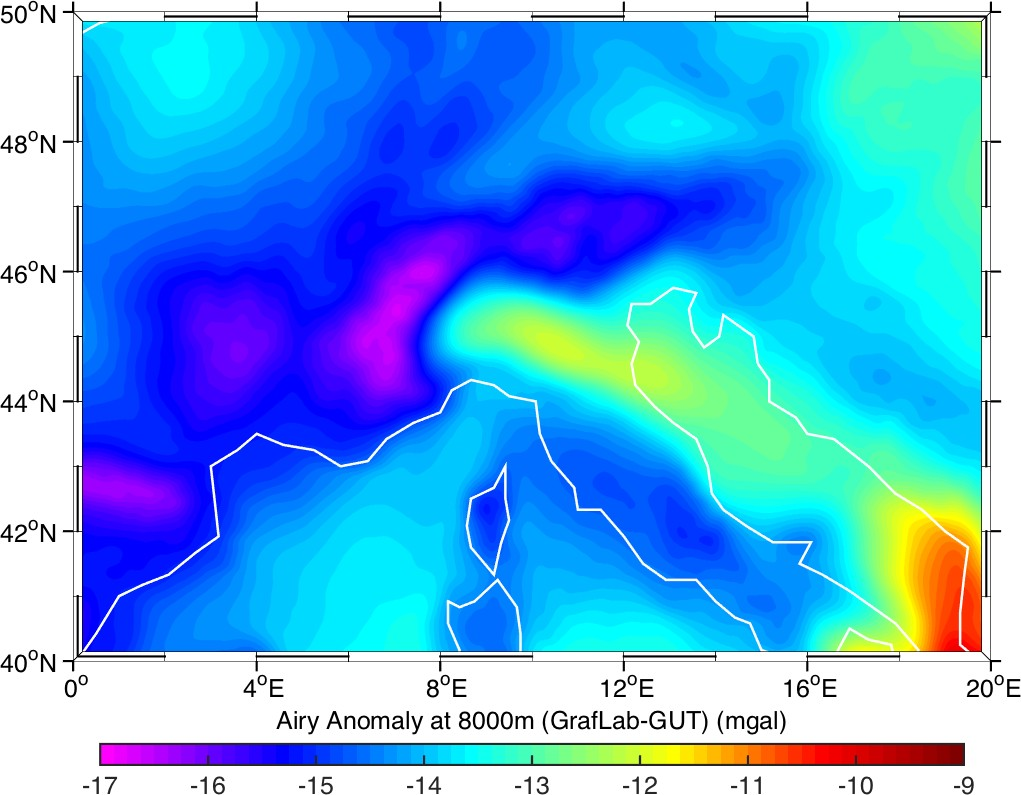 50°N
48°N
46°N
44°N
42°N
40°N
0° 4°E 8°E 12°E 16°E 20°E
Airy Anomaly at 8000m (GrafLab-GUT) (mgal)
-17 -16 -15 -14 -13 -12 -11 -10 -9